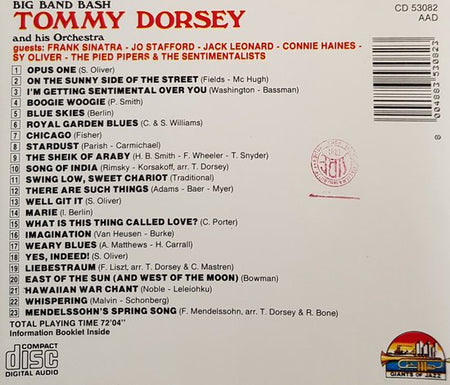 BIG BAND BASH
CD 53082
TOMMY DORSEY
AAD
and his Orchestra
guests: FRANK SINATRA - JO STAFFORD - JACK LEONARD - CONNIE HAINES -
SY OLIVER - THE PIED PIPERS & THE SENTIMENTALISTS
1 OPUS ONE (S. Oliver)
2 ON THE SUNNY SIDE OF THE STREET (Fields - Mc Hugh)
3 I'M GETTING SENTIMENTAL OVER YOU (Washington - Bassman)
4 BOOGIE WOOGIE (P. Smith)
5 BLUE SKIES (Berlin)
6 ROYAL GARDEN BLUES (C. & S. Williams)
7 CHICAGO (Fisher)
8 STARDUST (Parish - Carmichael)
9 THE SHEIK OF ARABY (H. B. Smith - F. Wheeler - T. Snyder)
10 SONG OF INDIA (Rimsky - Korsakoff, arr. T. Dorsey)
11 SWING LOW, SWEET CHARIOT (Traditional)
12 THERE ARE SUCH THINGS (Adams - Baer - Myer)
13 WELL GIT IT (S. Oliver)
14 MARIE (I. Berlin)
15 WHAT IS THIS THING CALLED LOVE? (C. Porter)
16 IMAGINATION (Van Heusen - Burke)
17 WEARY BLUES (A. Matthews - H. Carrall)
18 YES, INDEED! (S. Oliver)
19 LIEBESTRAUM (F. Liszt, arr. T. Dorsey & C. Mastren)
20 EAST OF THE SUN (AND WEST OF THE MOON) (Bowman)
21 HAWAIIAN WAR CHANT (Noble - Leleiohku)
22 WHISPERING (Malvin - Schonberg)
23 MENDELSSOHN'S SPRING SONG (F. Mendelssohn, arr. T. Dorsey & R. Bone)
TOTAL PLAYING TIME 72'04"
Information Booklet Inside
COMPACT
disc
DIGITAL AUDIO
GIANTS OF JAZZ
8 004883 530823